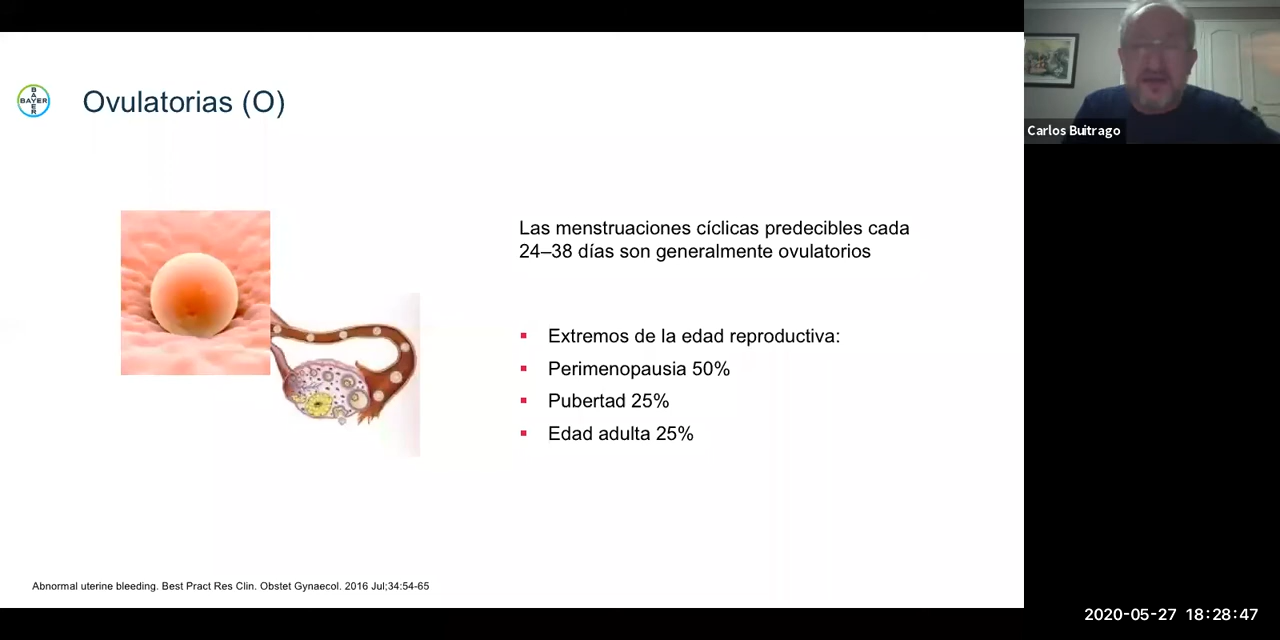 BAYER
BAYER
Ovulatorias (O)
Carlos Buitrago
Las menstruaciones cíclicas predecibles cada
24–38 días son generalmente ovulatorios
Extremos de la edad reproductiva:
Perimenopausia 50%
Pubertad 25%
Edad adulta 25%
Abnormal uterine bleeding. Best Pract Res Clin. Obstet Gynaecol. 2016 Jul;34:54-65
2020-05-27 18:28:47